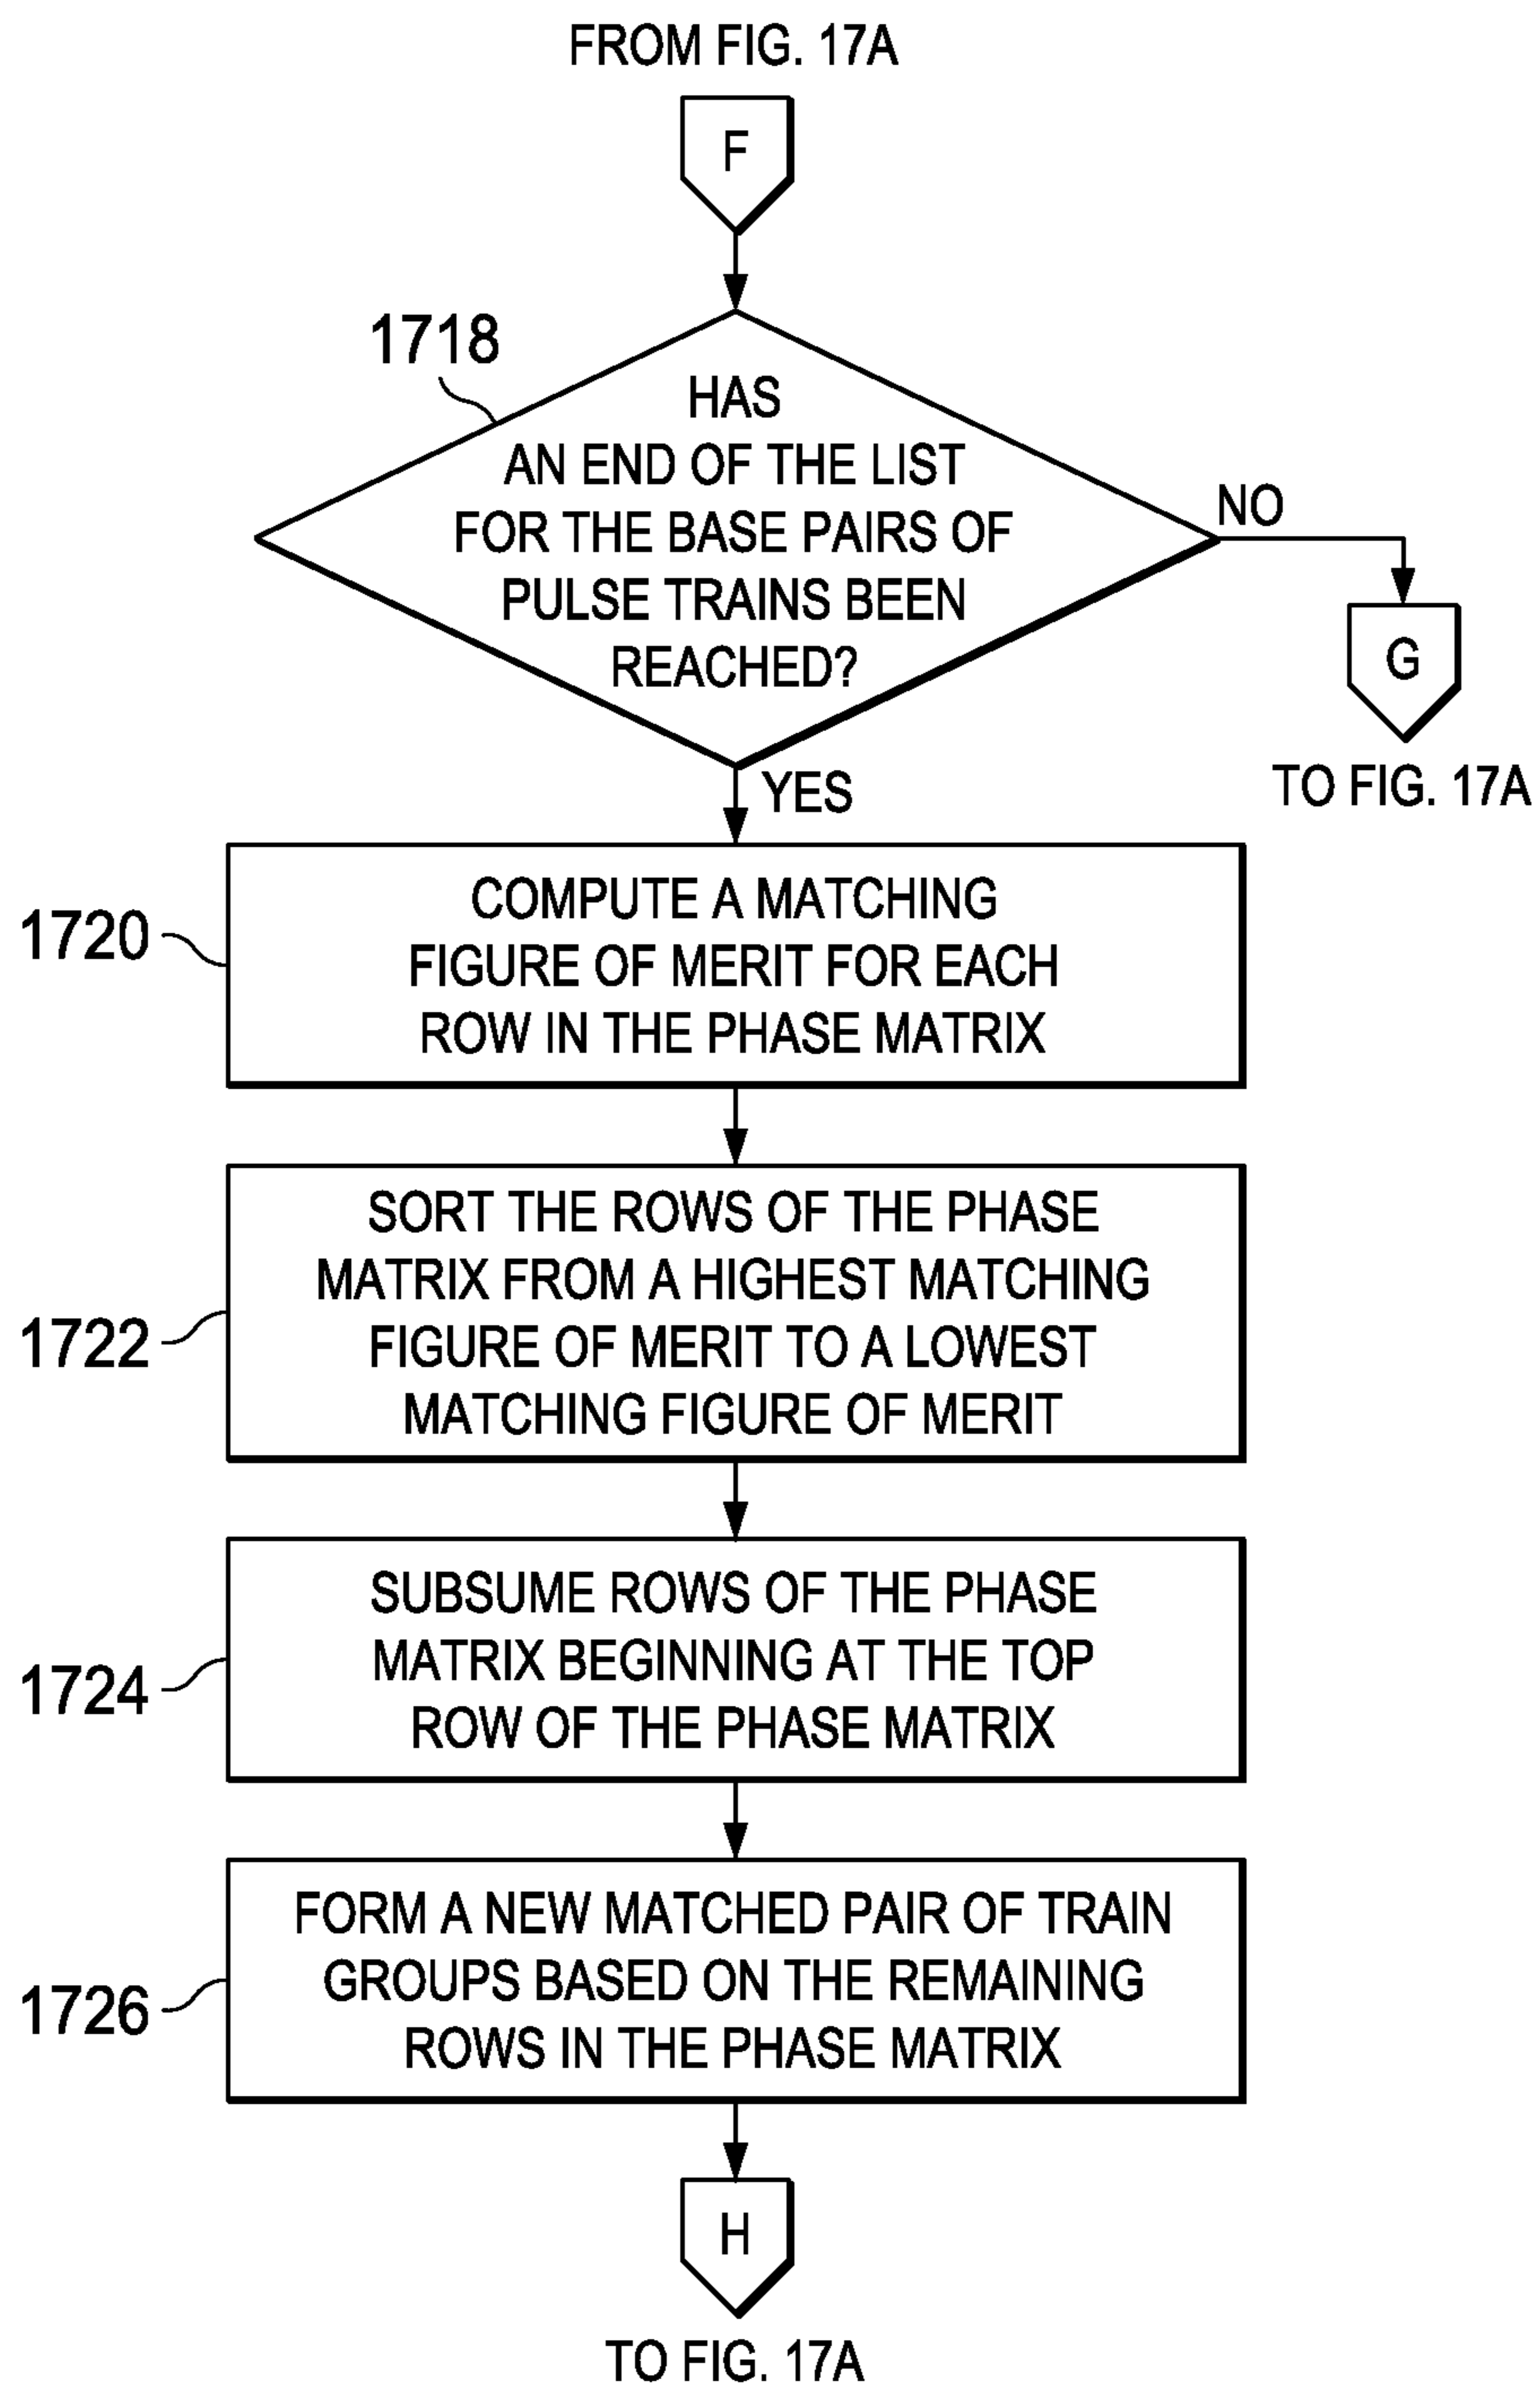 FROM FIG. 17A
F
1718
HAS
AN END OF THE LIST
FOR THE BASE PAIRS OF
PULSE TRAINS BEEN
REACHED?
NO
G
TO FIG. 17A
YES
1720
COMPUTE A MATCHING
FIGURE OF MERIT FOR EACH
ROW IN THE PHASE MATRIX
1722
SORT THE ROWS OF THE PHASE
MATRIX FROM A HIGHEST MATCHING
FIGURE OF MERIT TO A LOWEST
MATCHING FIGURE OF MERIT
1724
SUBSUME ROWS OF THE PHASE
MATRIX BEGINNING AT THE TOP
ROW OF THE PHASE MATRIX
1726
FORM A NEW MATCHED PAIR OF TRAIN
GROUPS BASED ON THE REMAINING
ROWS IN THE PHASE MATRIX
H
TO FIG. 17A